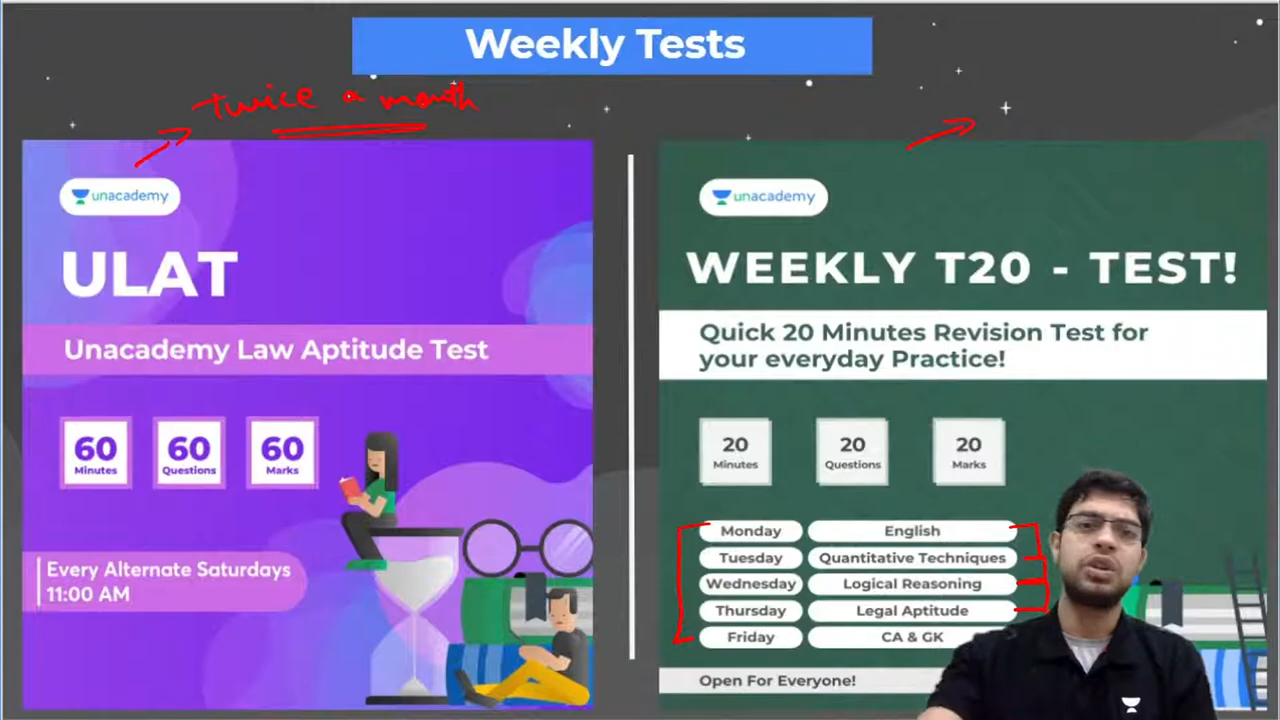 Weekly Tests
twice a month
unacademy
ULAT
Unacademy Law Aptitude Test
60 Minutes
60 Questions
60 Marks
Every Alternate Saturdays
11:00 AM
unacademy
WEEKLY T20 - TEST!
Quick 20 Minutes Revision Test for
your everyday Practice!
20 Minutes
20 Questions
20 Marks
Monday English
Tuesday Quantitative Techniques
Wednesday Logical Reasoning
Thursday Legal Aptitude
Friday CA & GK
Open For Everyone!